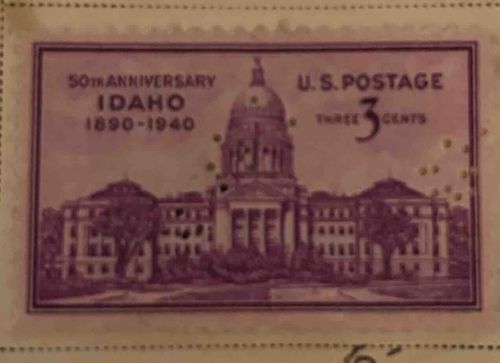 50TH ANNIVERSARY
IDAHO
1890-1940
U.S. POSTAGE
THREE 3 CENTS